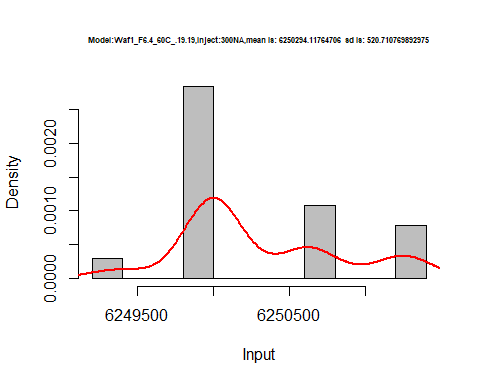 Model:Waf1_F6.4_60C_.19.19,Inject:300NA,mean is: 6250294.11764706 sd is: 520.710769892975
Density
0.0020
0.0010
0.0000
6249500 6250500
Input